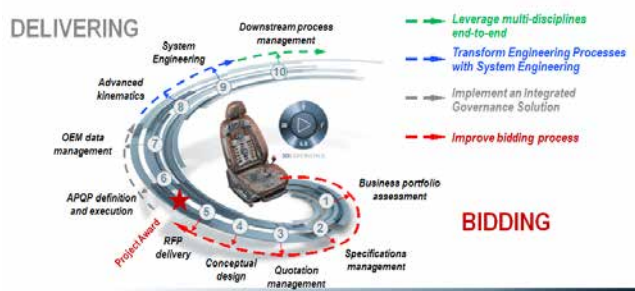 DELIVERING
Downstream process
management
System
Engineering
Advanced
kinematics
OEM data
management
APQP definition
and execution
Project Award
RFP
delivery
Conceptual
design
Quotation
management
Specifications
management
Business portfolio
assessment
BIDDING
1
2
3
4
5
6
7
8
9
10
3DEXPERIENCE
Leverage multi-disciplines
end-to-end
Transform Engineering Processes
with System Engineering
Implement an Integrated
Governance Solution
Improve bidding process